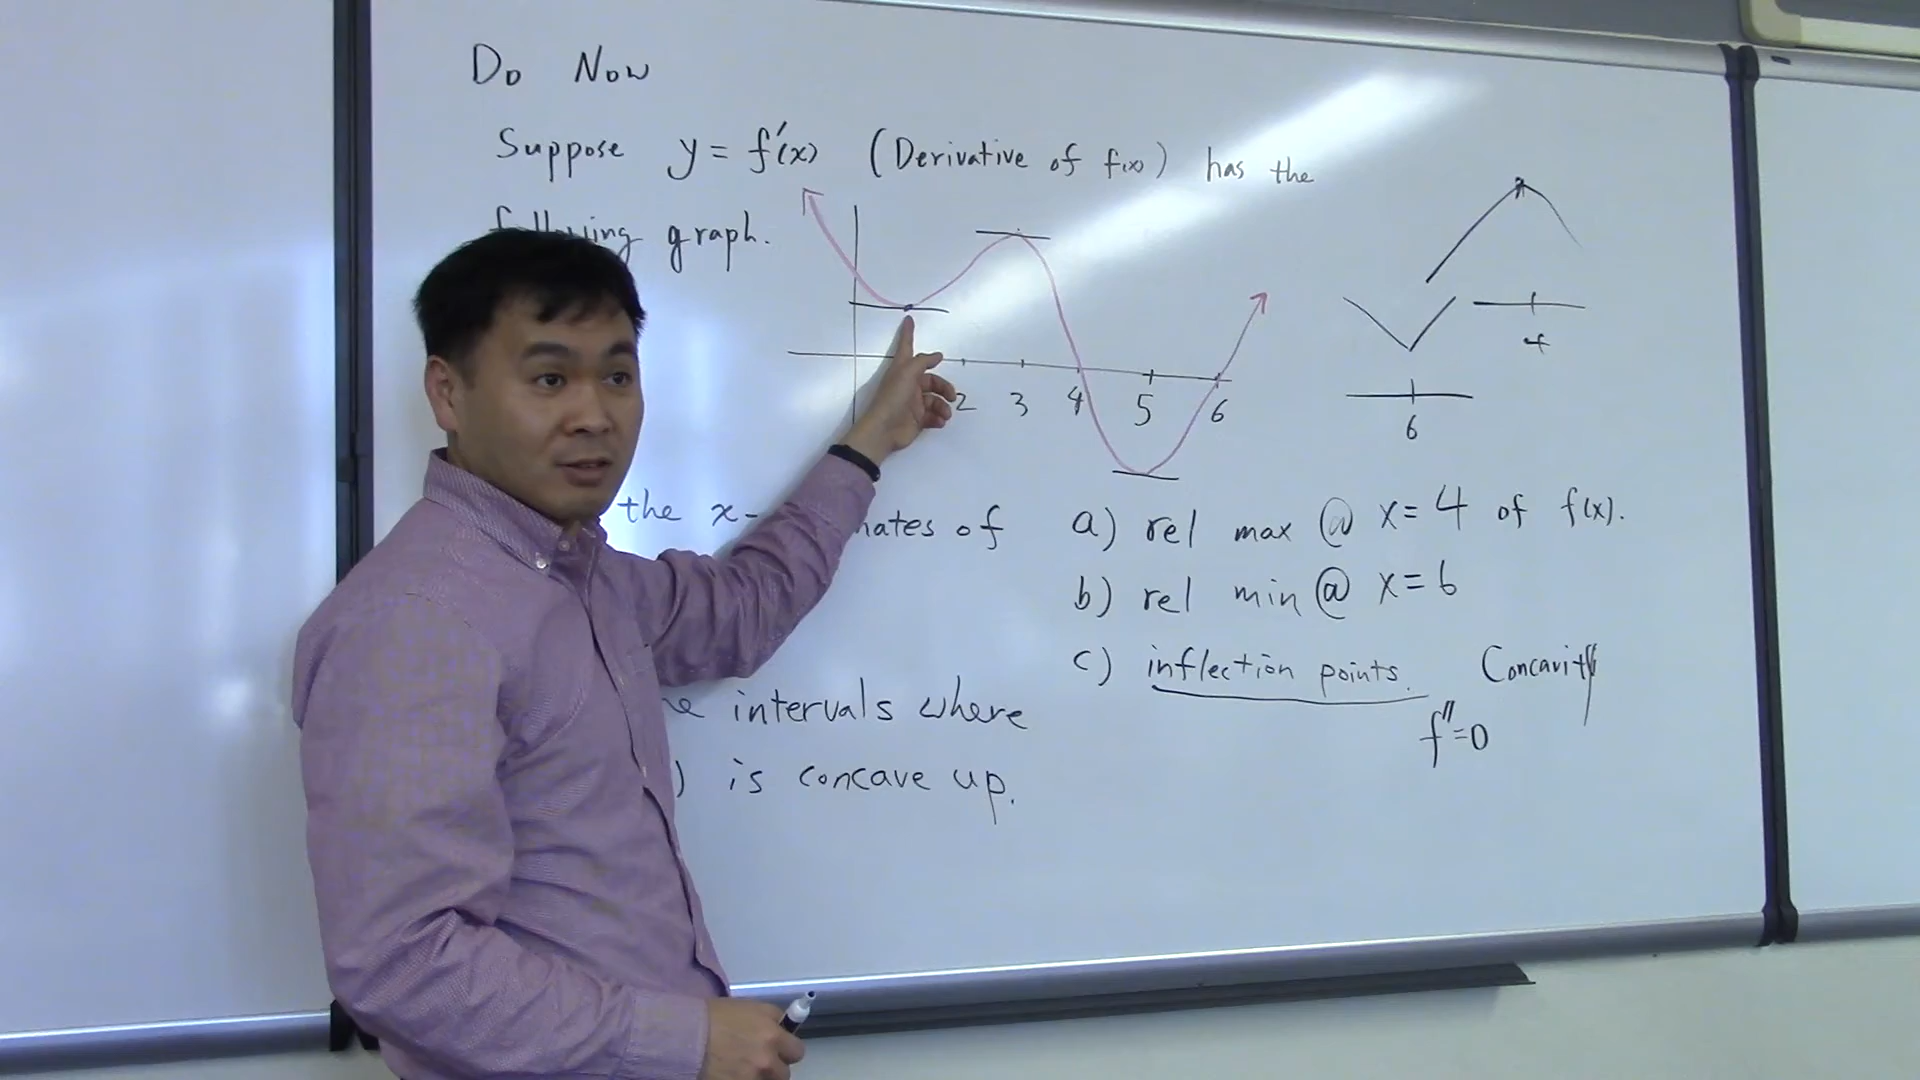 Do Now
Suppose y = f'(x) (Derivative of f(x)) has the
following graph.
2 3 4 5 6
6
4
the x- nates of
a) rel max @ x = 4 of f(x).
b) rel min @ x = 6
c) inflection points. Concavity
f'' = 0
intervals where
) is concave up.